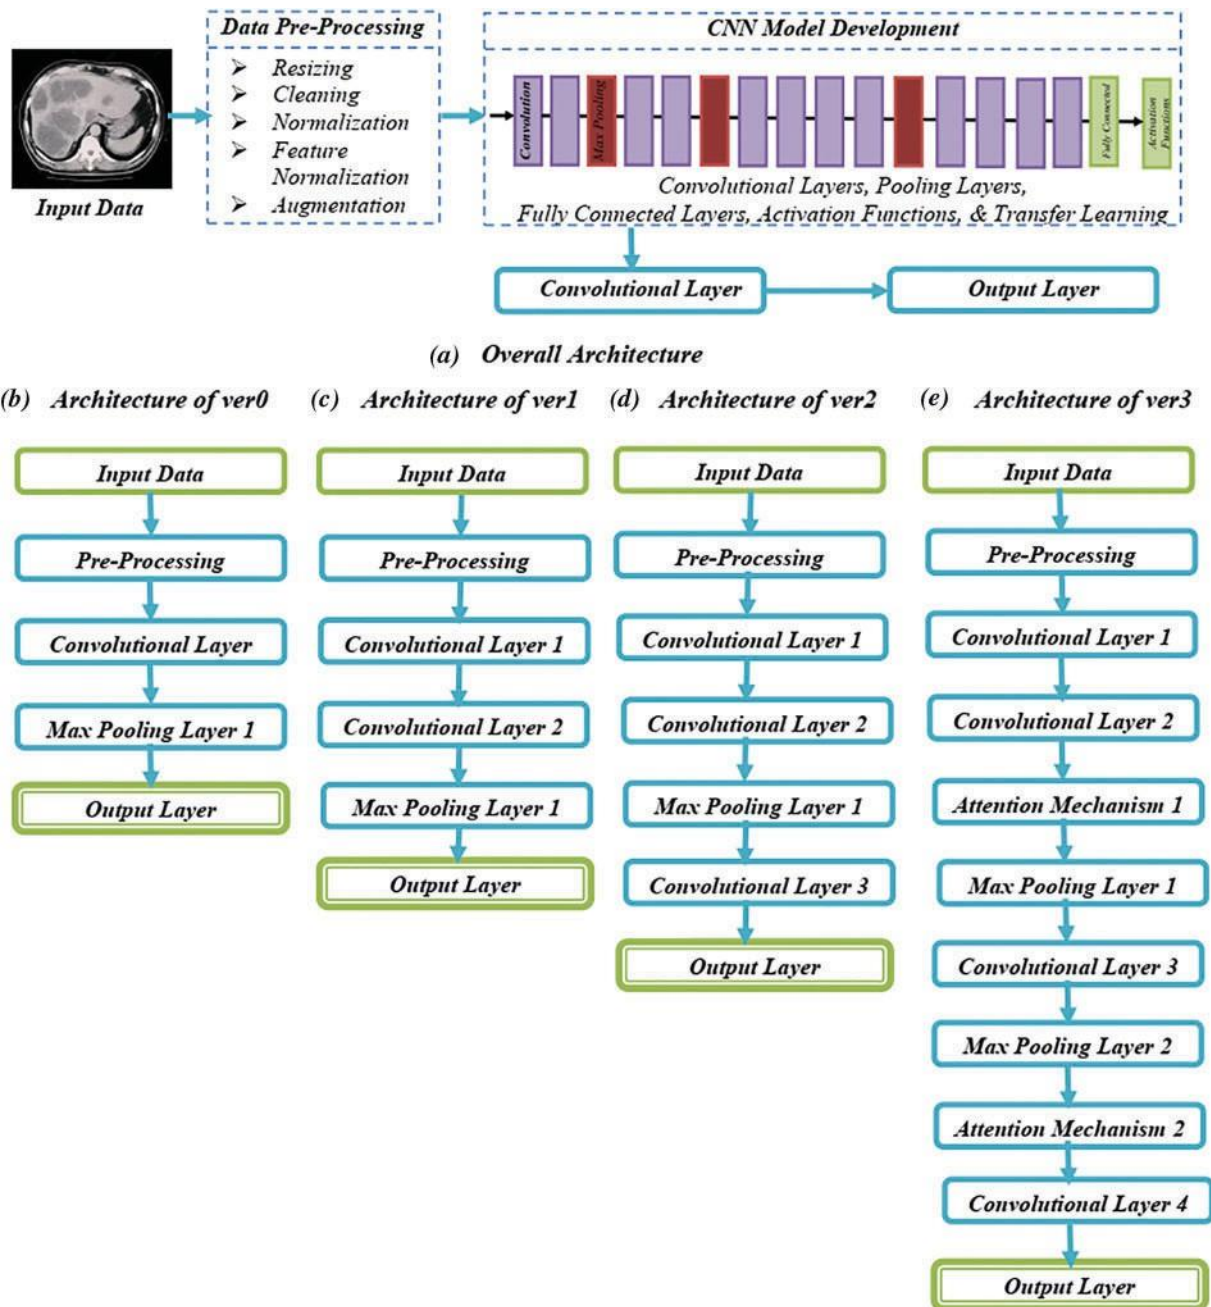 Data Pre-Processing
➢ Resizing
➢ Cleaning
➢ Normalization
➢ Feature
Normalization
➢ Augmentation
Input Data
CNN Model Development
Convolution
Max Pooling
Fully Connected
Activation
Functions
Convolutional Layers, Pooling Layers,
Fully Connected Layers, Activation Functions, & Transfer Learning
Convolutional Layer
Output Layer
(a) Overall Architecture
(b) Architecture of ver0
Input Data
Pre-Processing
Convolutional Layer
Max Pooling Layer 1
Output Layer
(c) Architecture of ver1
Input Data
Pre-Processing
Convolutional Layer 1
Convolutional Layer 2
Max Pooling Layer 1
Output Layer
(d) Architecture of ver2
Input Data
Pre-Processing
Convolutional Layer 1
Convolutional Layer 2
Max Pooling Layer 1
Convolutional Layer 3
Output Layer
(e) Architecture of ver3
Input Data
Pre-Processing
Convolutional Layer 1
Convolutional Layer 2
Attention Mechanism 1
Max Pooling Layer 1
Convolutional Layer 3
Max Pooling Layer 2
Attention Mechanism 2
Convolutional Layer 4
Output Layer